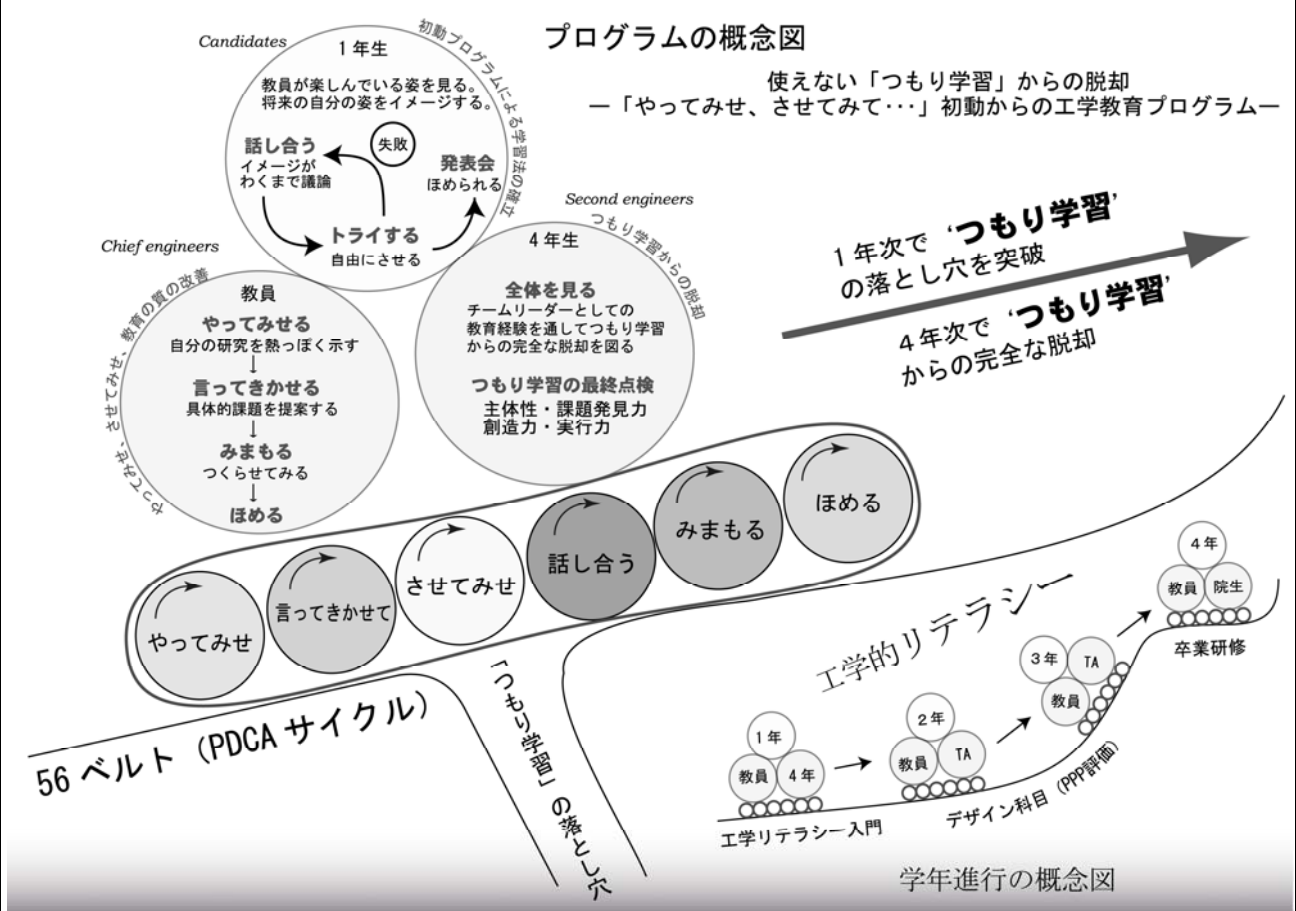 プログラムの概念図
使えない「つもり学習」からの脱却
―「やってみせ、させてみて･･･」初動からの工学教育プログラム―
Candidates
初動プログラムによる学習法の確立
1年生
教員が楽しんでいる姿を見る。
将来の自分の姿をイメージする。
失敗
話し合う
イメージが
わくまで議論
発表会
ほめられる
トライする
自由にさせる
Chief engineers
やってみせ、させてみせ、教育の質の改善
教員
やってみせる
自分の研究を熱っぽく示す
↓
言ってきかせる
具体的課題を提案する
↓
みまもる
つくらせてみる
↓
ほめる
Second engineers
つもり学習からの脱却
4年生
全体を見る
チームリーダーとしての
教育経験を通してつもり学習
からの完全な脱却を図る
つもり学習の最終点検
主体性・課題発見力
創造力・実行力
1年次で‘つもり学習’
の落とし穴を突破
4年次で‘つもり学習’
からの完全な脱却
やってみせ
言ってきかせて
させてみせ
話し合う
みまもる
ほめる
56ベルト（PDCAサイクル）
「つもり学習」の落とし穴
工学的リテラシー
1年
教員
4年
工学リテラシー入門
2年
教員
TA
デザイン科目（PPP評価）
3年
TA
教員
4年
教員
院生
卒業研修
学年進行の概念図